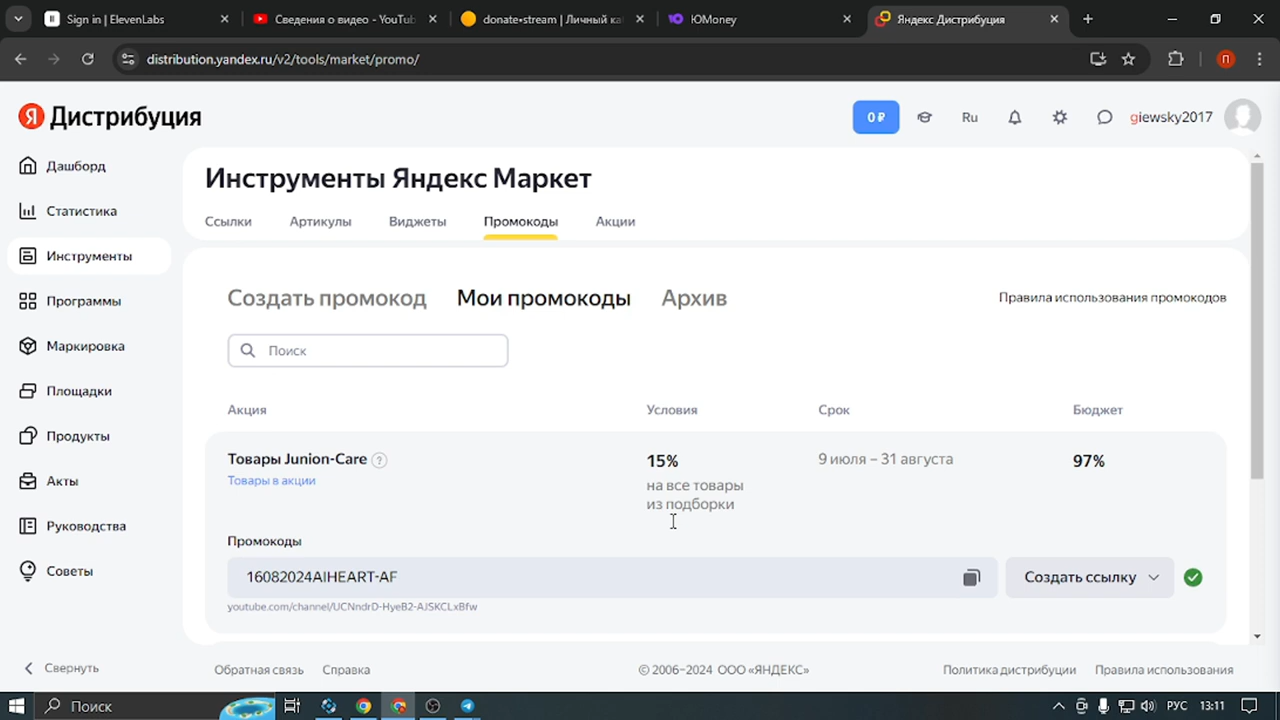 Sign in | ElevenLabs
Сведения о видео - YouTub
donate•stream | Личный ка
ЮMoney
Яндекс Дистрибуция
distribution.yandex.ru/v2/tools/market/promo/
П
Я Дистрибуция
0 ₽
Ru
giewsky2017
Дашборд
Статистика
Инструменты
Программы
Маркировка
Площадки
Продукты
Акты
Руководства
Советы
Свернуть
Инструменты Яндекс Маркет
Ссылки Артикулы Виджеты Промокоды Акции
Создать промокод Мои промокоды Архив
Правила использования промокодов
Поиск
Акция Условия Срок Бюджет
Товары Junion-Care ?
15%
9 июля – 31 августа
97%
Товары в акции
на все товары
из подборки
Промокоды
16082024AIHEART-AF
Создать ссылку
youtube.com/channel/UCNndrD-HyeB2-AJSKCLxBfw
Обратная связь Справка
© 2006–2024 ООО «ЯНДЕКС»
Политика дистрибуции Правила использования
Поиск
РУС 13:11